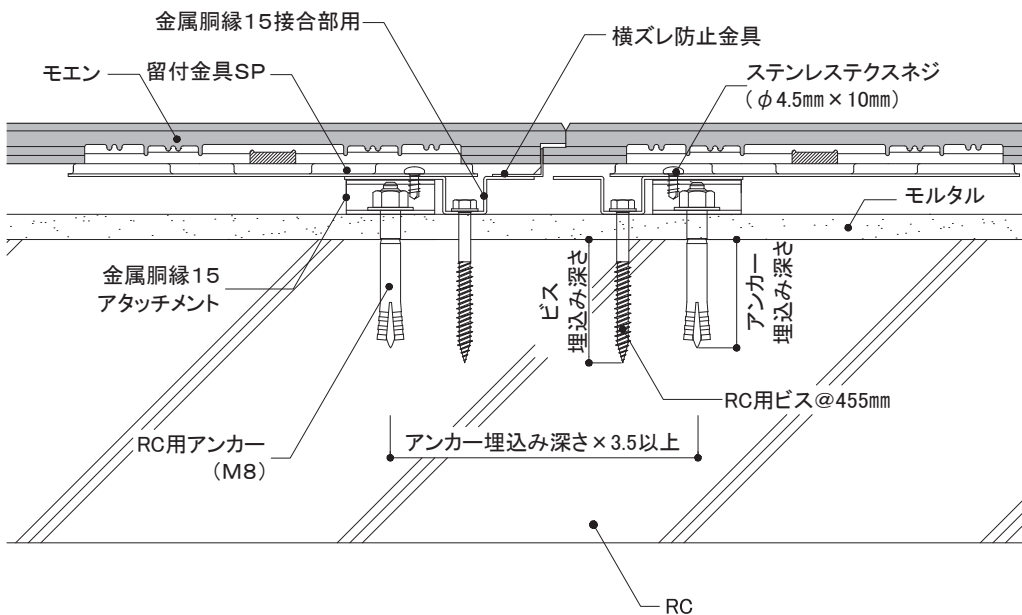 金属胴縁15接合部用
横ズレ防止金具
モエン
留付金具SP
ステンレステクスネジ
(φ4.5mm×10mm)
モルタル
金属胴縁15
アタッチメント
ビス
埋込み深さ
アンカー
埋込み深さ
RC用ビス@455mm
RC用アンカー
(M8)
アンカー埋込み深さ×3.5以上
RC